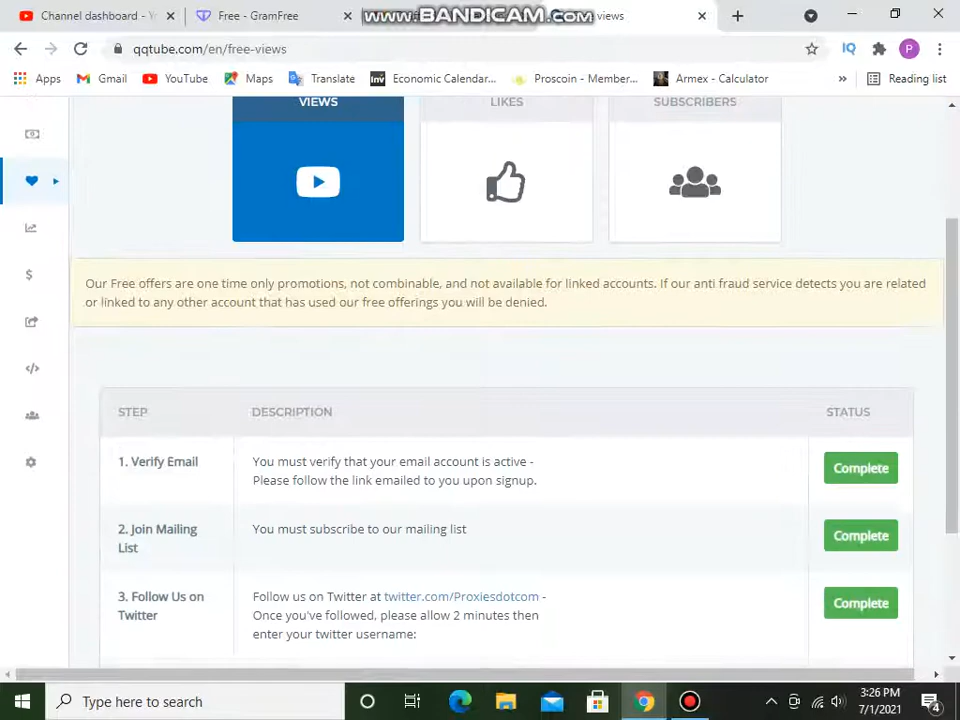 Channel dashboard - Y
Free - GramFree
www.BANDICAM.com
views
qqtube.com/en/free-views
Apps
Gmail
YouTube
Maps
Translate
Inv
Economic Calendar...
Proscoin - Member...
Armex - Calculator
»
Reading list
IQ
P
VIEWS
LIKES
SUBSCRIBERS
Our Free offers are one time only promotions, not combinable, and not available for linked accounts. If our anti fraud service detects you are related
or linked to any other account that has used our free offerings you will be denied.
STEP DESCRIPTION STATUS
1. Verify Email
You must verify that your email account is active -
Please follow the link emailed to you upon signup.
Complete
2. Join Mailing
List
You must subscribe to our mailing list
Complete
3. Follow Us on
Twitter
Follow us on Twitter at twitter.com/Proxiesdotcom -
Once you've followed, please allow 2 minutes then
enter your twitter username:
Complete
Type here to search
3:26 PM
7/1/2021
4